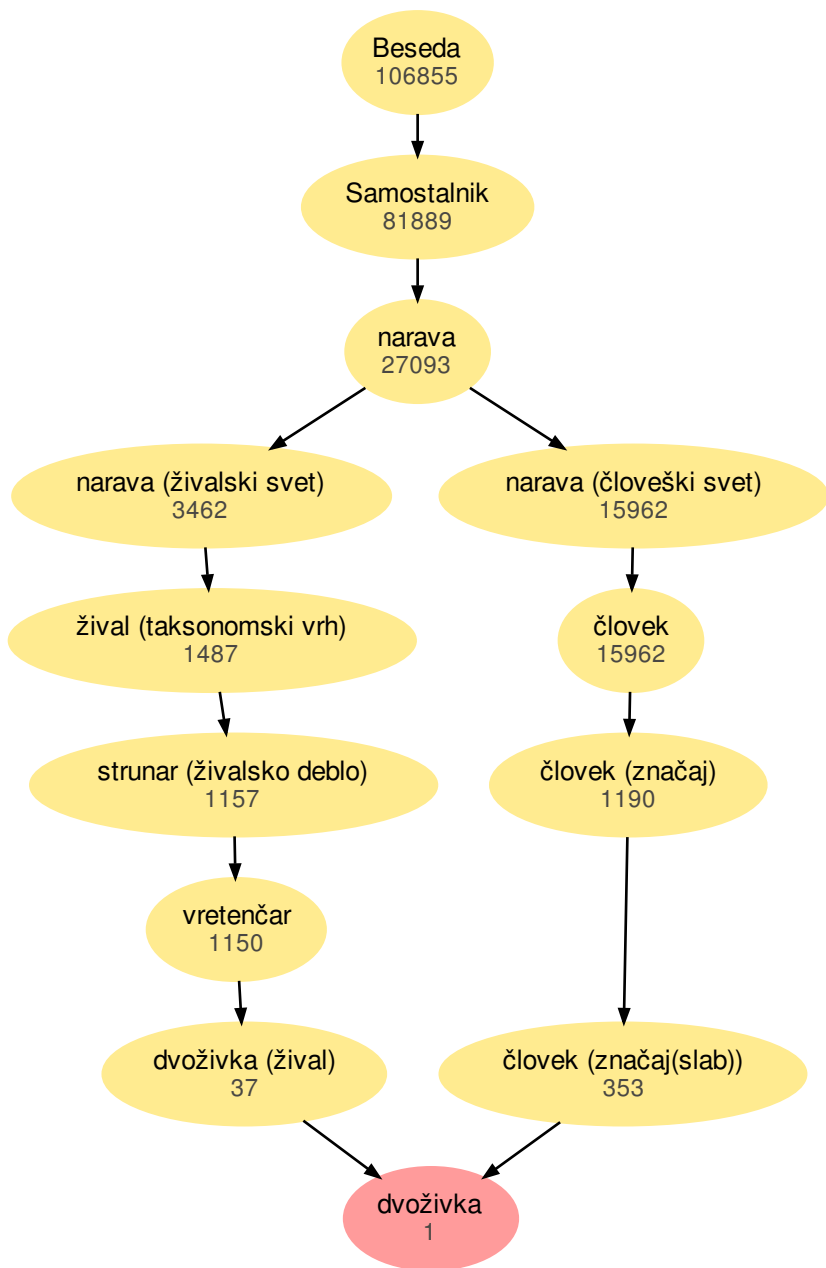 Beseda
106855
Samostalnik
81889
narava
27093
narava (živalski svet)
3462
narava (človeški svet)
15962
žival (taksonomski vrh)
1487
človek
15962
strunar (živalsko deblo)
1157
človek (značaj)
1190
vretenčar
1150
dvoživka (žival)
37
človek (značaj(slab))
353
dvoživka
1